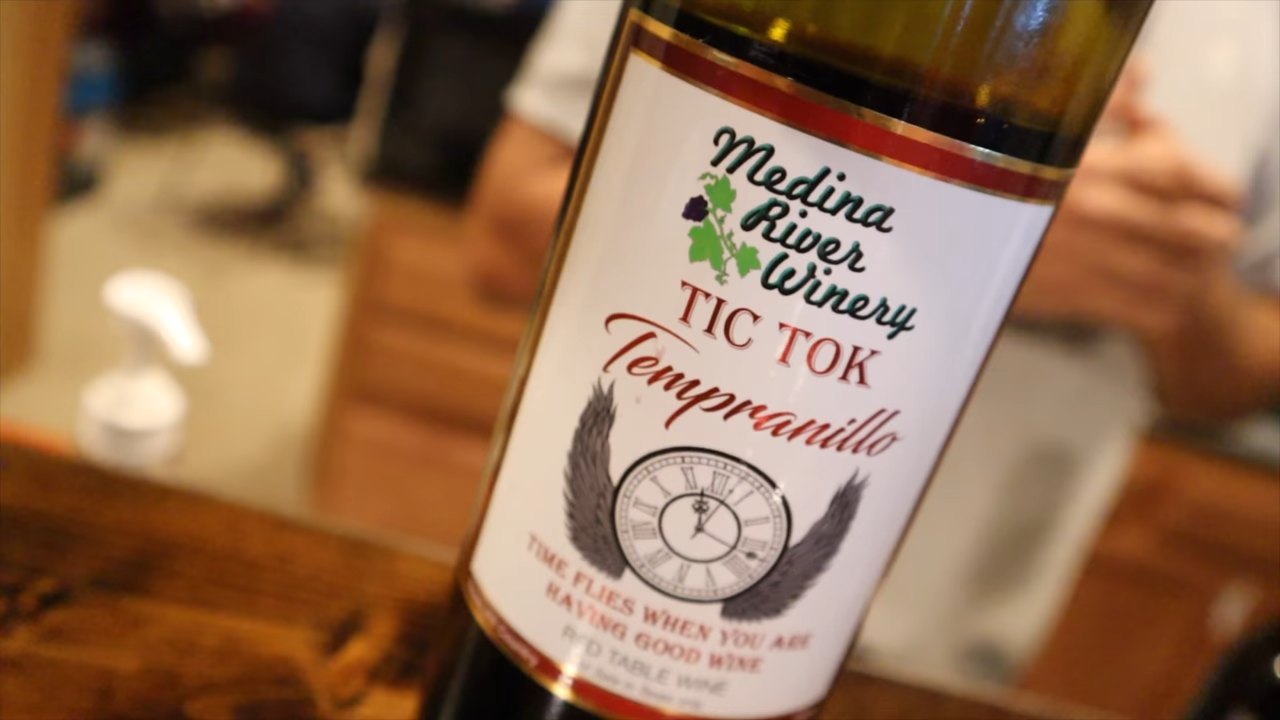 Medina
River
Winery
TIC TOK
Tempranillo
TIME FLIES WHEN YOU ARE
HAVING GOOD WINE
RED TABLE WINE